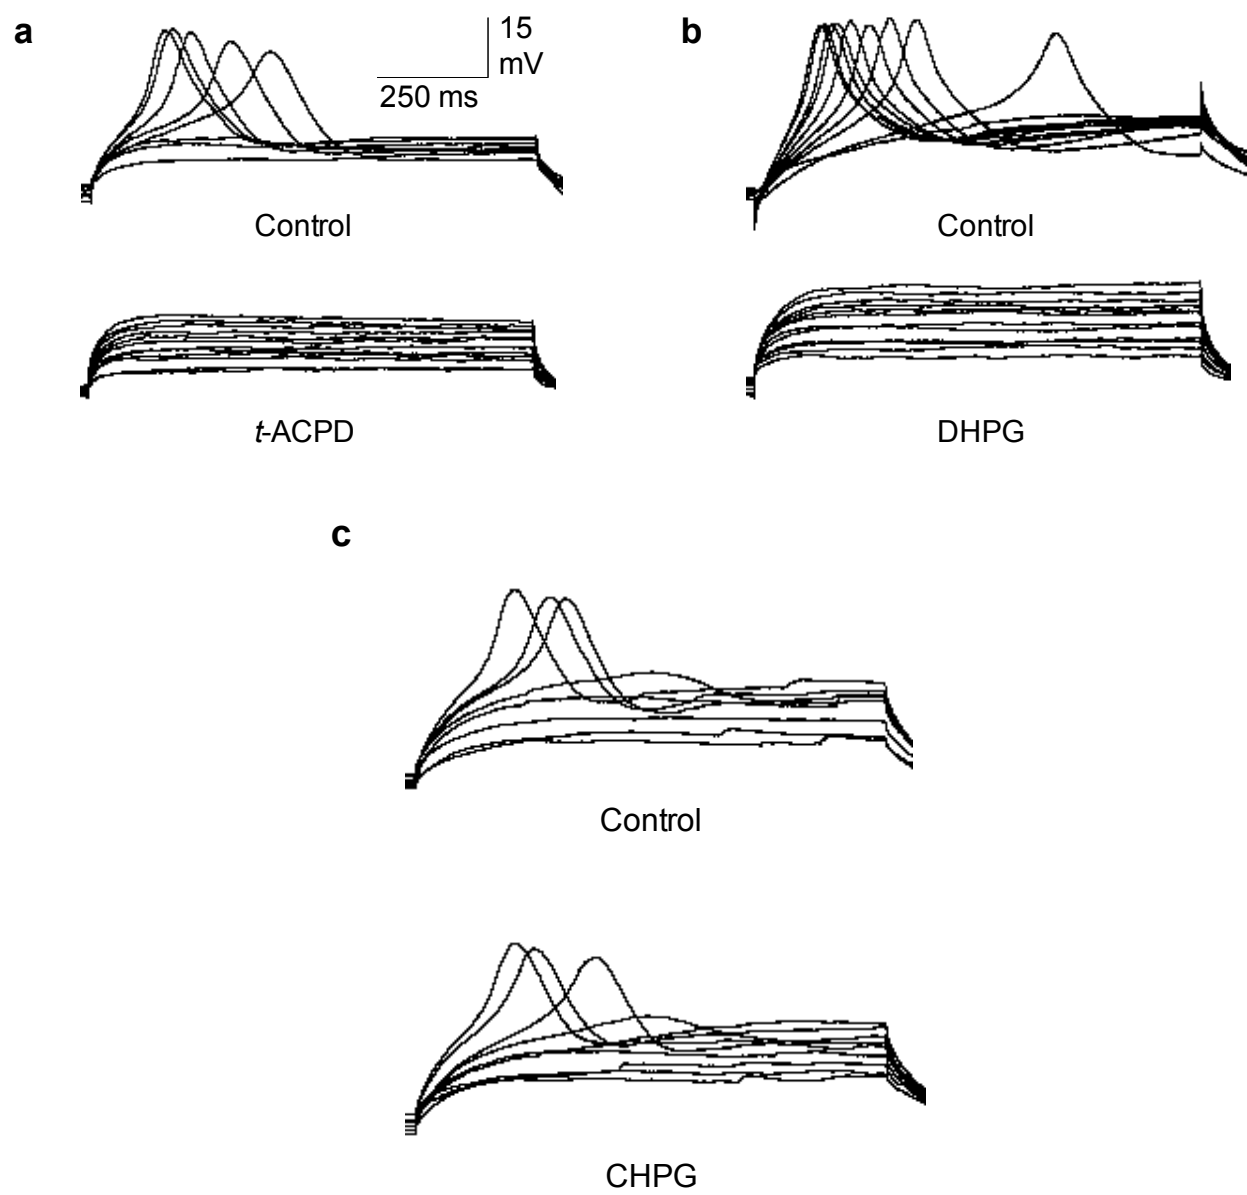 a
15
mV
250 ms
Control
t-ACPD
b
Control
DHPG
c
Control
CHPG